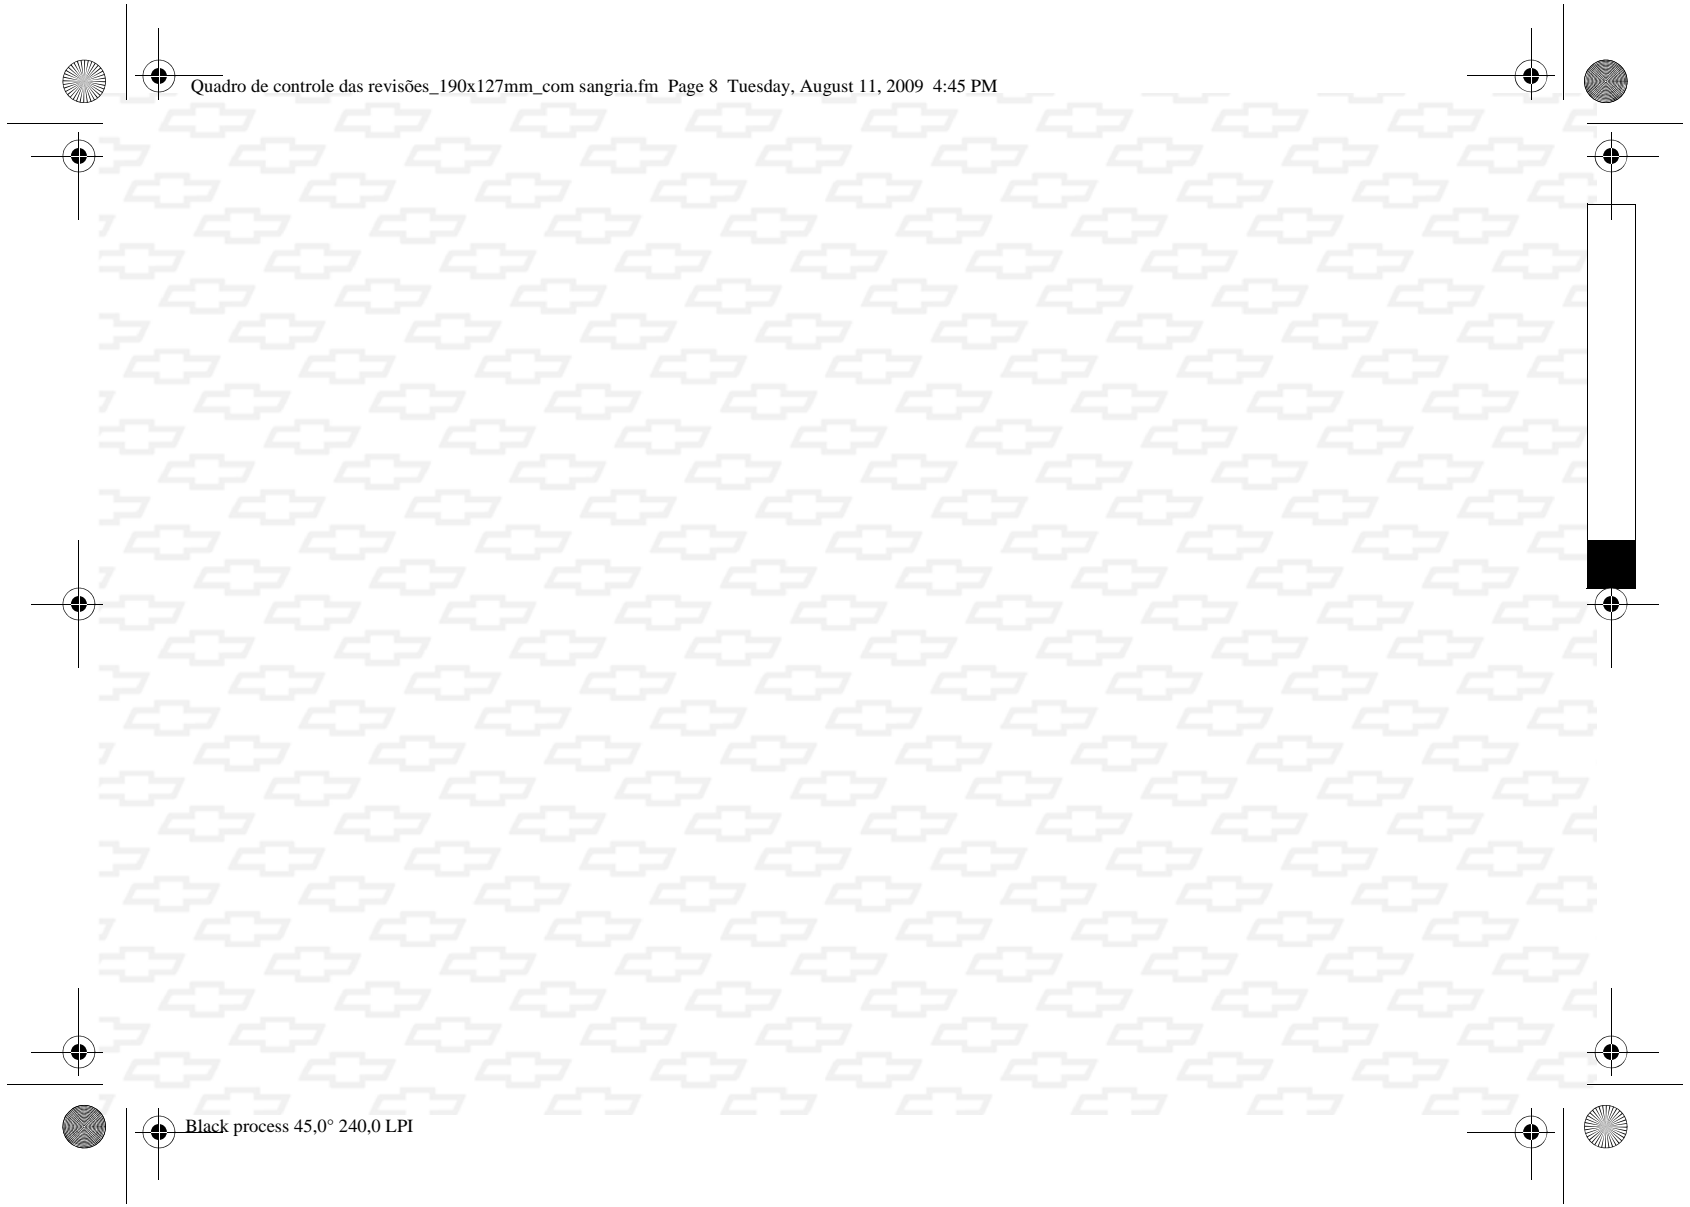 Quadro de controle das revisões_190x127mm_com sangria.fm  Page 8  Tuesday, August 11, 2009  4:45 PM
Black process 45,0° 240,0 LPI